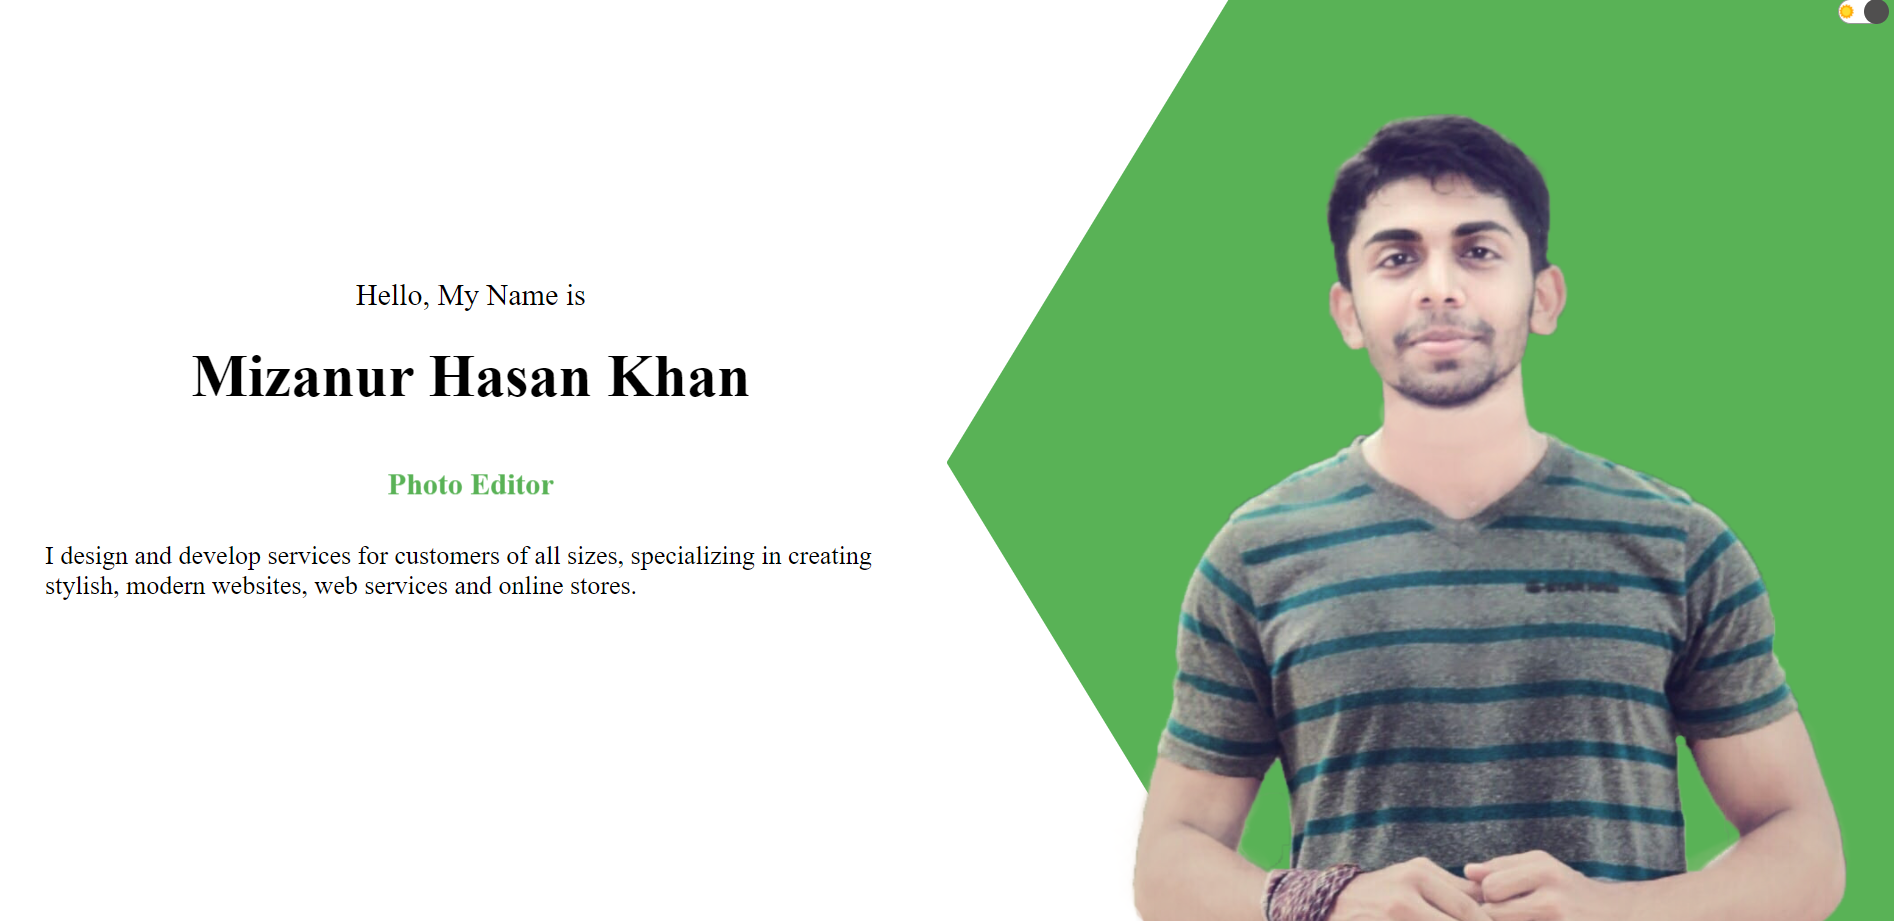 Hello, My Name is
Mizanur Hasan Khan
Photo Editor
I design and develop services for customers of all sizes, specializing in creating
stylish, modern websites, web services and online stores.